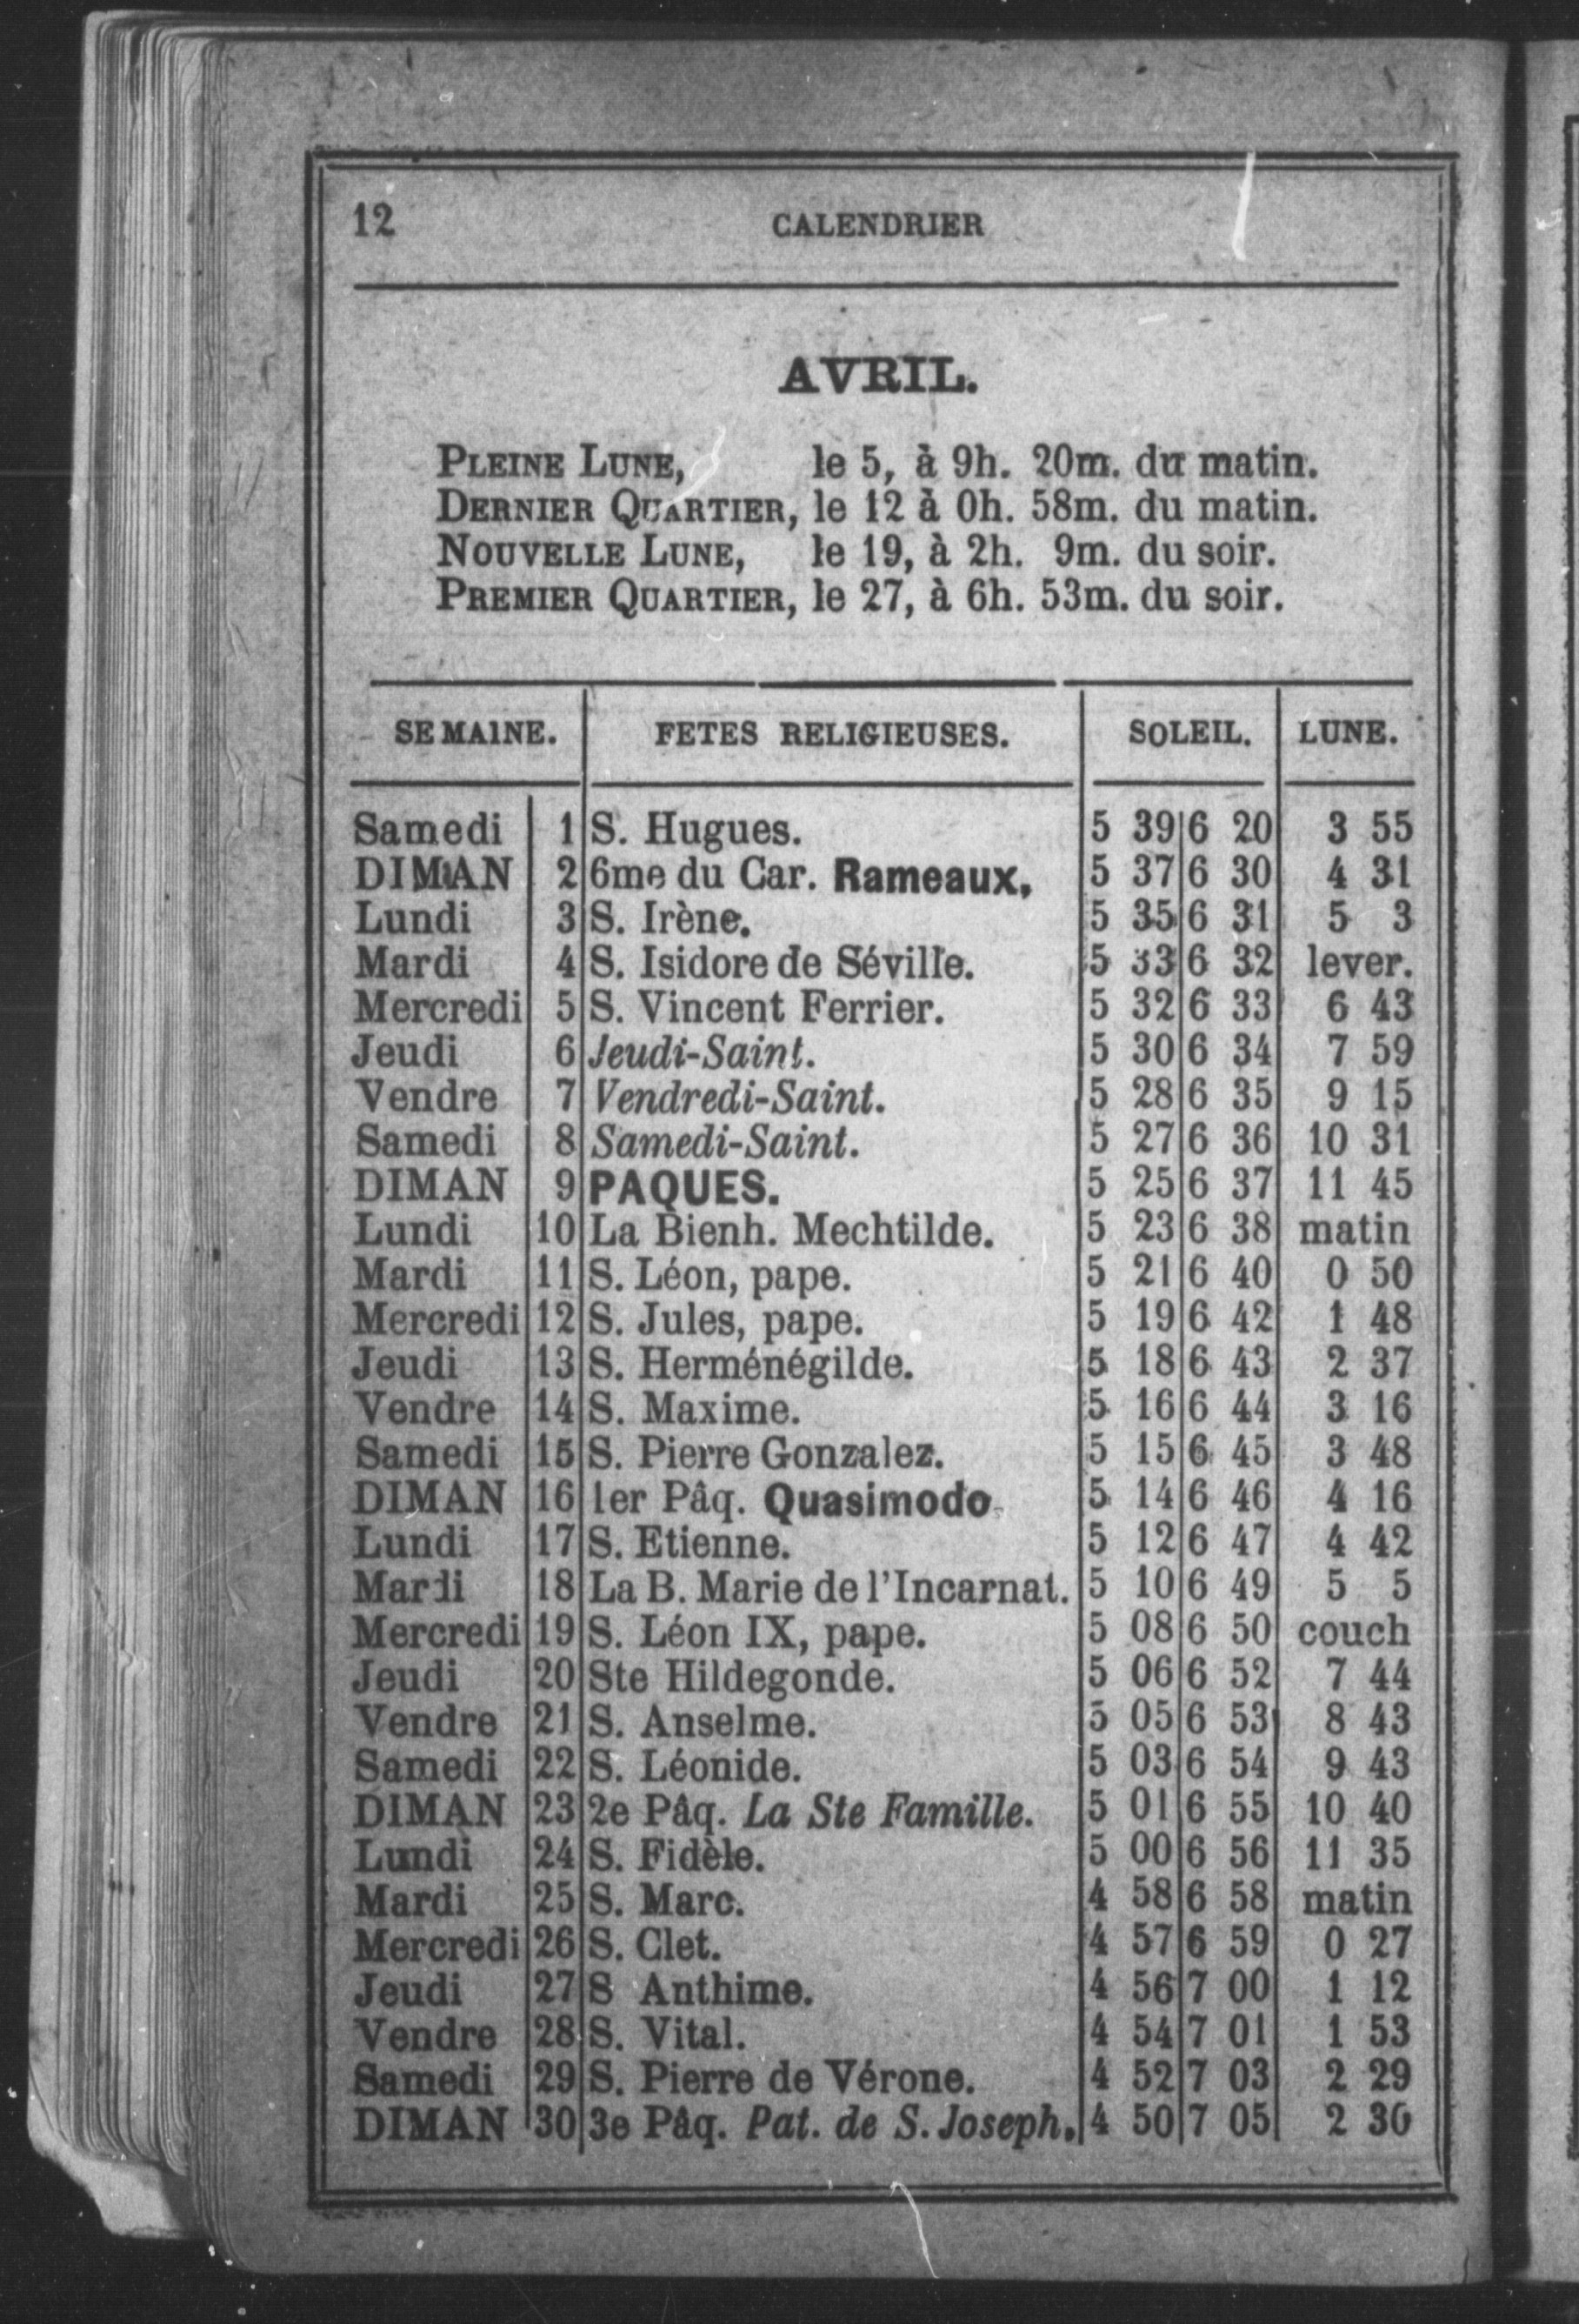 12 CALENDRIER
AVRIL.
PLEINE LUNE, le 5, à 9h. 20m. du matin.
DERNIER QUARTIER, le 12 à 0h. 58m. du matin.
NOUVELLE LUNE, le 19, à 2h. 9m. du soir.
PREMIER QUARTIER, le 27, à 6h. 53m. du soir.
SEMAINE. FETES RELIGIEUSES. SOLEIL. LUNE.
Samedi 1 S. Hugues. 5 39 6 20 3 55
DIMAN 2 6me du Car. Rameaux, 5 37 6 30 4 31
Lundi 3 S. Irène. 5 35 6 31 5 3
Mardi 4 S. Isidore de Séville. 5 33 6 32 lever.
Mercredi 5 S. Vincent Ferrier. 5 32 6 33 6 43
Jeudi 6 Jeudi-Saint. 5 30 6 34 7 59
Vendre 7 Vendredi-Saint. 5 28 6 35 9 15
Samedi 8 Samedi-Saint. 5 27 6 36 10 31
DIMAN 9 PAQUES. 5 25 6 37 11 45
Lundi 10 La Bienh. Mechtilde. 5 23 6 38 matin
Mardi 11 S. Léon, pape. 5 21 6 40 0 50
Mercredi 12 S. Jules, pape. 5 19 6 42 1 48
Jeudi 13 S. Herménégilde. 5 18 6 43 2 37
Vendre 14 S. Maxime. 5 16 6 44 3 16
Samedi 15 S. Pierre Gonzalez. 5 15 6 45 3 48
DIMAN 16 1er Pâq. Quasimodo 5 14 6 46 4 16
Lundi 17 S. Etienne. 5 12 6 47 4 42
Mardi 18 La B. Marie de l'Incarnat. 5 10 6 49 5 5
Mercredi 19 S. Léon IX, pape. 5 08 6 50 couch
Jeudi 20 Ste Hildegonde. 5 06 6 52 7 44
Vendre 21 S. Anselme. 5 05 6 53 8 43
Samedi 22 S. Léonide. 5 03 6 54 9 43
DIMAN 23 2e Pâq. La Ste Famille. 5 01 6 55 10 40
Lundi 24 S. Fidèle. 5 00 6 56 11 35
Mardi 25 S. Marc. 4 58 6 58 matin
Mercredi 26 S. Clet. 4 57 6 59 0 27
Jeudi 27 S Anthime. 4 56 7 00 1 12
Vendre 28 S. Vital. 4 54 7 01 1 53
Samedi 29 S. Pierre de Vérone. 4 52 7 03 2 29
DIMAN 30 3e Pâq. Pat. de S. Joseph, 4 50 7 05 2 30